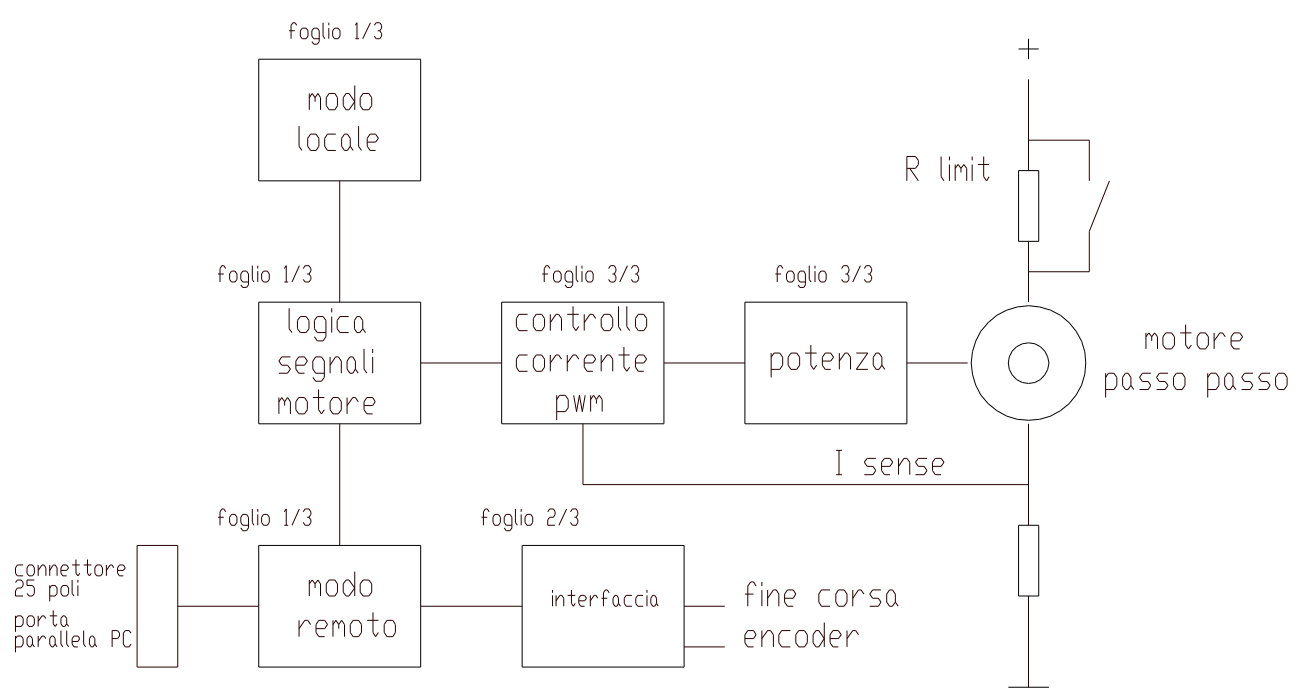 foglio 1/3
modo
locale
+
R limit
foglio 1/3
foglio 3/3
foglio 3/3
logica
segnali
motore
controllo
corrente
pwm
potenza
motore
passo passo
I sense
foglio 1/3
foglio 2/3
connettore
25 poli
porta
parallela PC
modo
remoto
interfaccia
fine corsa
encoder